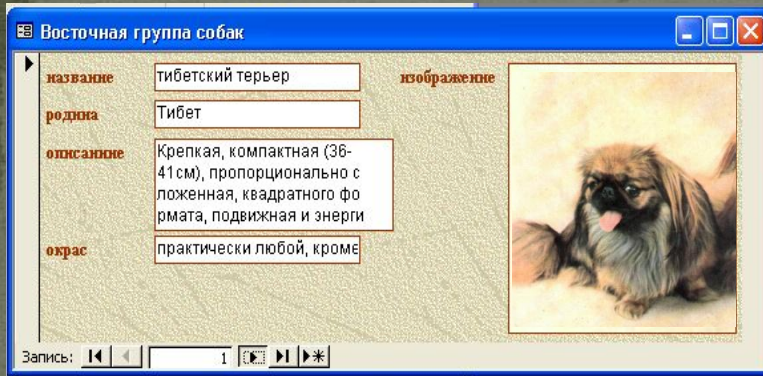 Восточная группа собак
название
тибетский терьер
изображение
родина
Тибет
описанние
Крепкая, компактная (36-
41см), пропорционально с
ложенная, квадратного фо
рмата, подвижная и энерги
окрас
практически любой, кроме
Запись: 1